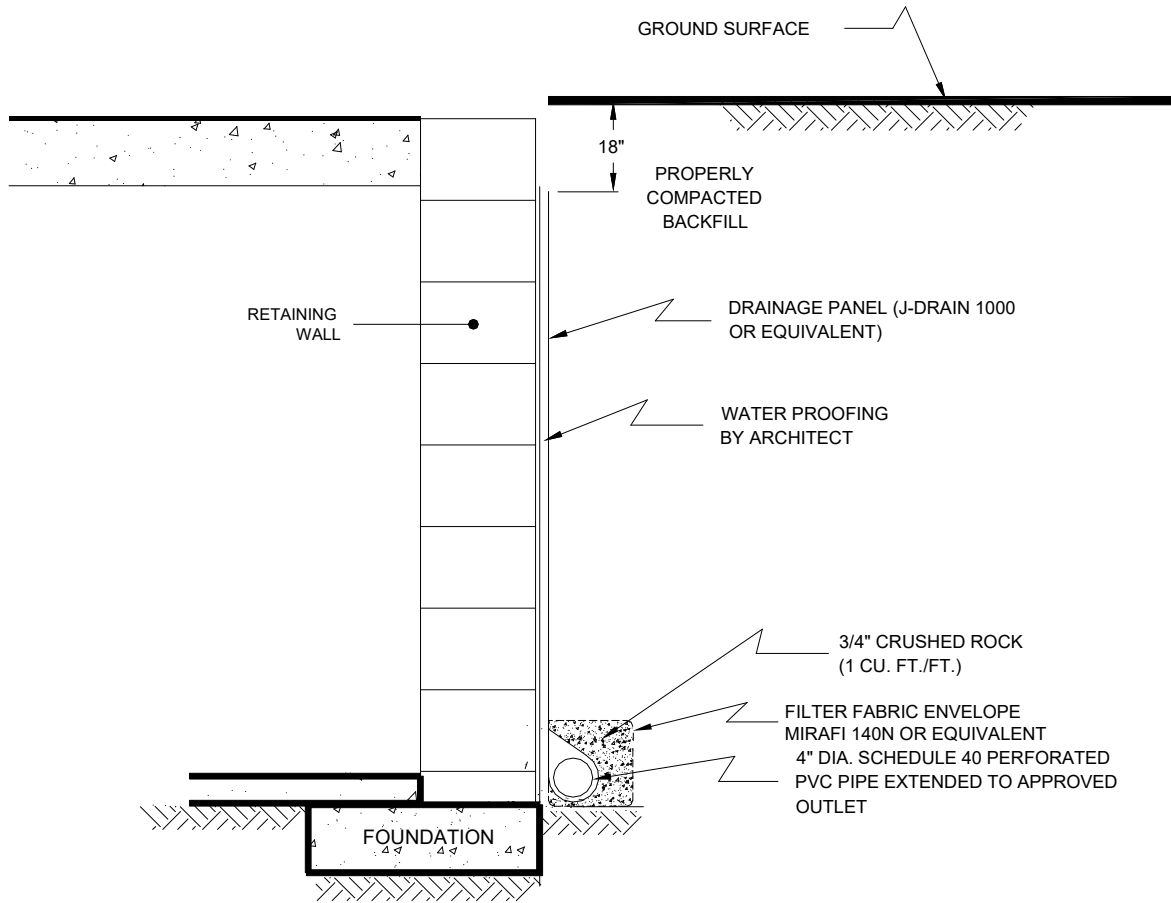 GROUND SURFACE
18"
PROPERLY
COMPACTED
BACKFILL
RETAINING
WALL
DRAINAGE PANEL (J-DRAIN 1000
OR EQUIVALENT)
WATER PROOFING
BY ARCHITECT
3/4" CRUSHED ROCK
(1 CU. FT./FT.)
FILTER FABRIC ENVELOPE
MIRAFI 140N OR EQUIVALENT
4" DIA. SCHEDULE 40 PERFORATED
PVC PIPE EXTENDED TO APPROVED
OUTLET
FOUNDATION